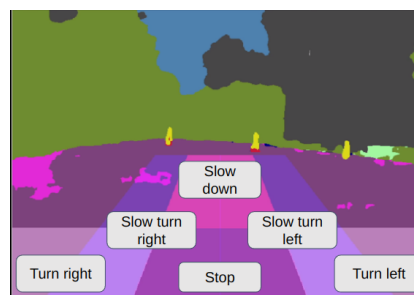 Slow
down
Slow turn
right
Slow turn
left
Turn right
Stop
Turn left